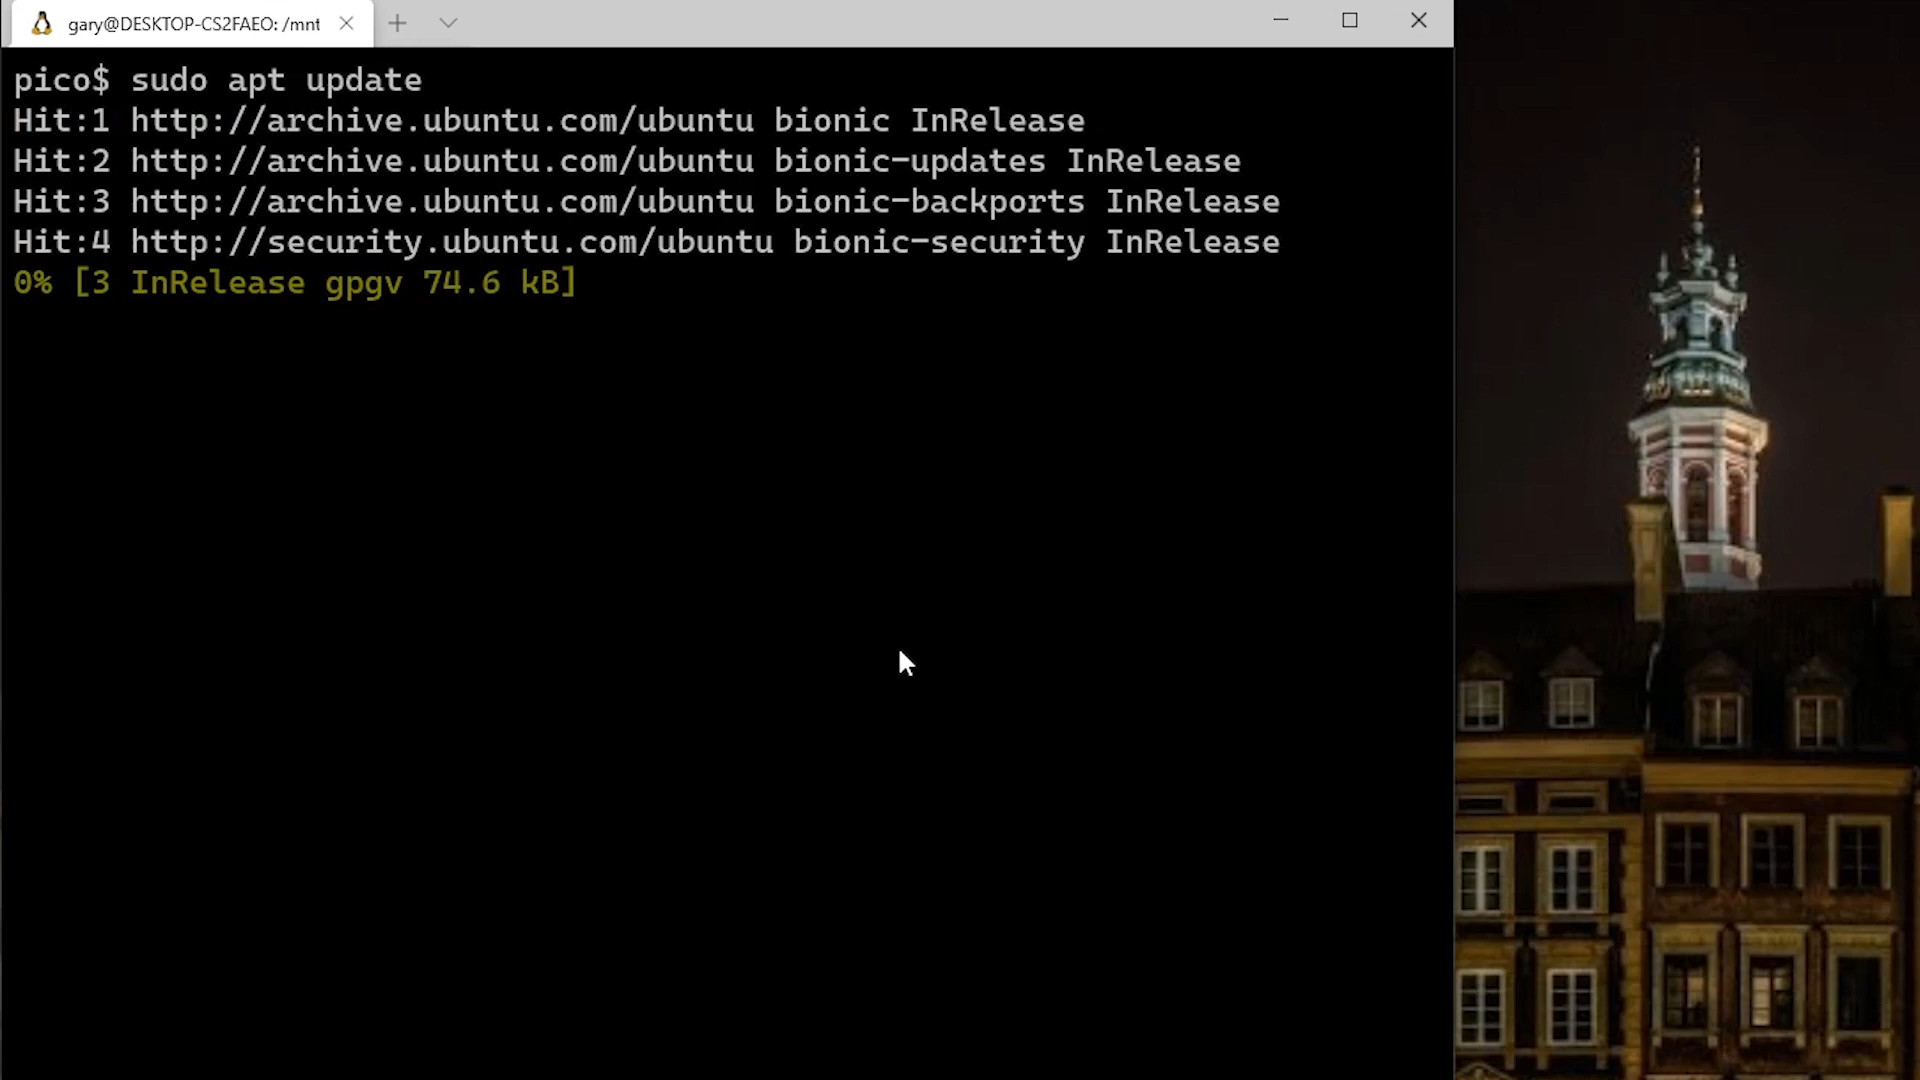 gary@DESKTOP-CS2FAEO: /mnt
pico$ sudo apt update
Hit:1 http://archive.ubuntu.com/ubuntu bionic InRelease
Hit:2 http://archive.ubuntu.com/ubuntu bionic-updates InRelease
Hit:3 http://archive.ubuntu.com/ubuntu bionic-backports InRelease
Hit:4 http://security.ubuntu.com/ubuntu bionic-security InRelease
0% [3 InRelease gpgv 74.6 kB]